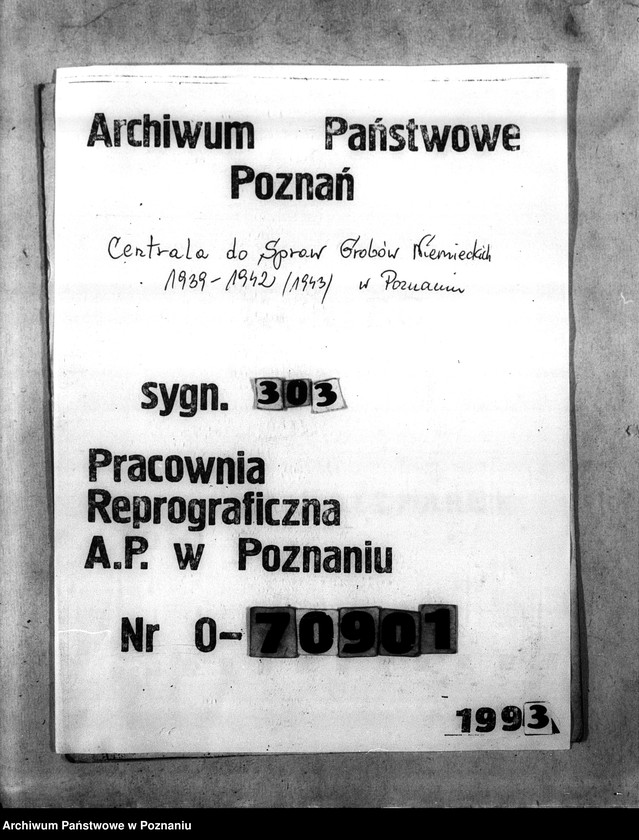 Archiwum Państwowe
Poznań
Centrala do Spraw Grobów Niemieckich
1939-1942 /1943/ w Poznaniu
sygn. 303
Pracownia
Reprograficzna
A.P. w Poznaniu
Nr 0-70901
1993
Archiwum Państwowe w Poznaniu